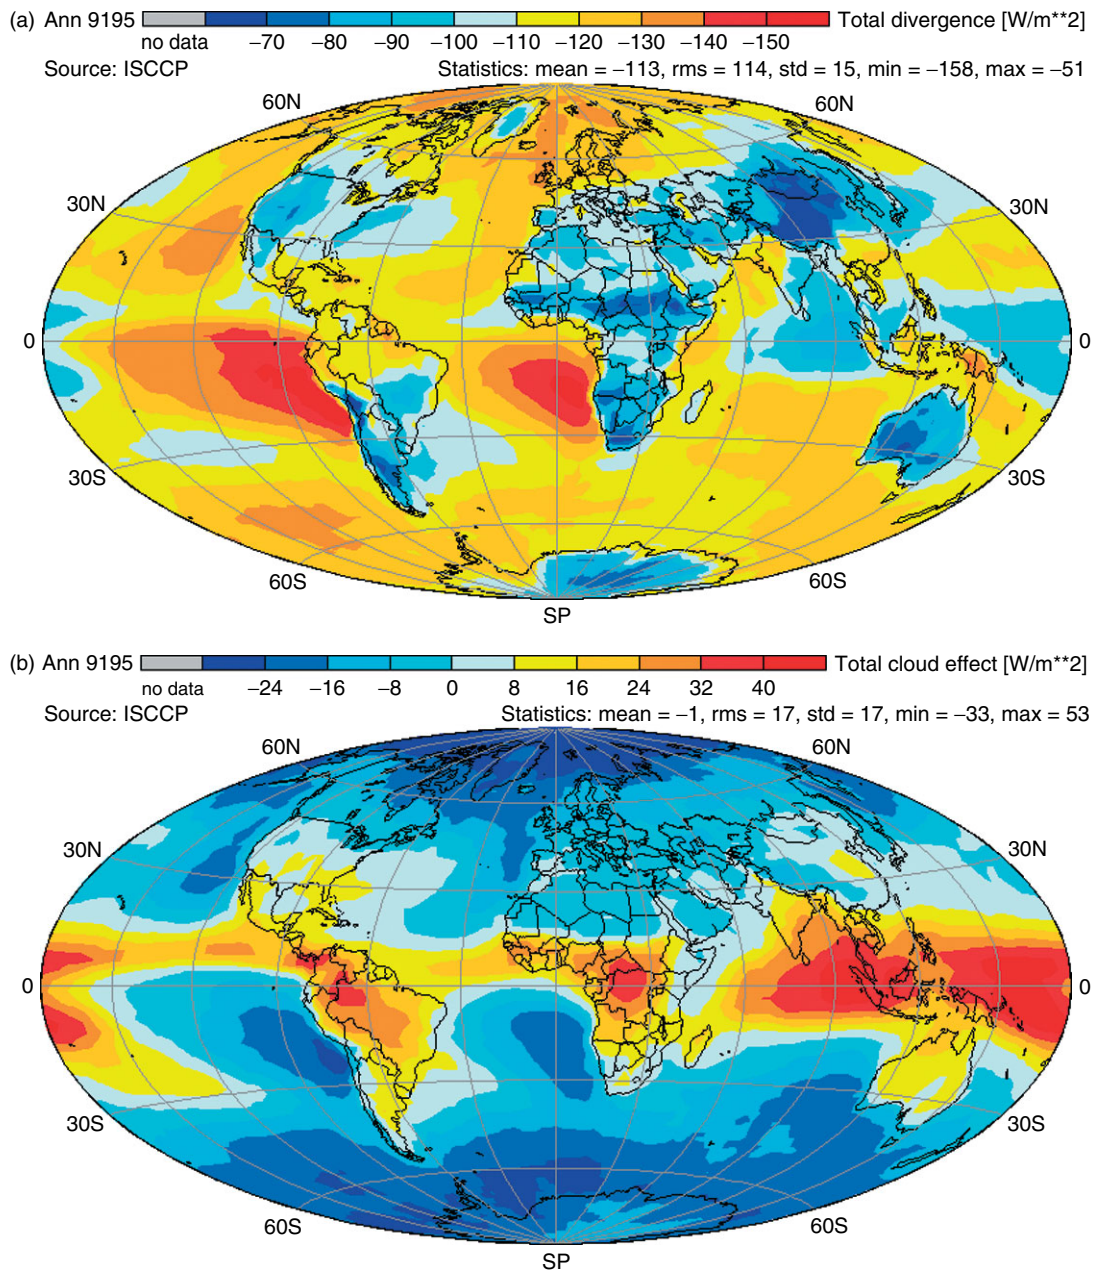 (a) Ann 9195 Total divergence [W/m**2]
no data −70 −80 −90 −100 −110 −120 −130 −140 −150
Source: ISCCP Statistics: mean = −113, rms = 114, std = 15, min = −158, max = −51
60N 60N
30N 30N
0 0
30S 30S
60S 60S
SP
(b) Ann 9195 Total cloud effect [W/m**2]
no data −24 −16 −8 0 8 16 24 32 40
Source: ISCCP Statistics: mean = −1, rms = 17, std = 17, min = −33, max = 53
60N 60N
30N 30N
0 0
30S 30S
60S 60S
SP